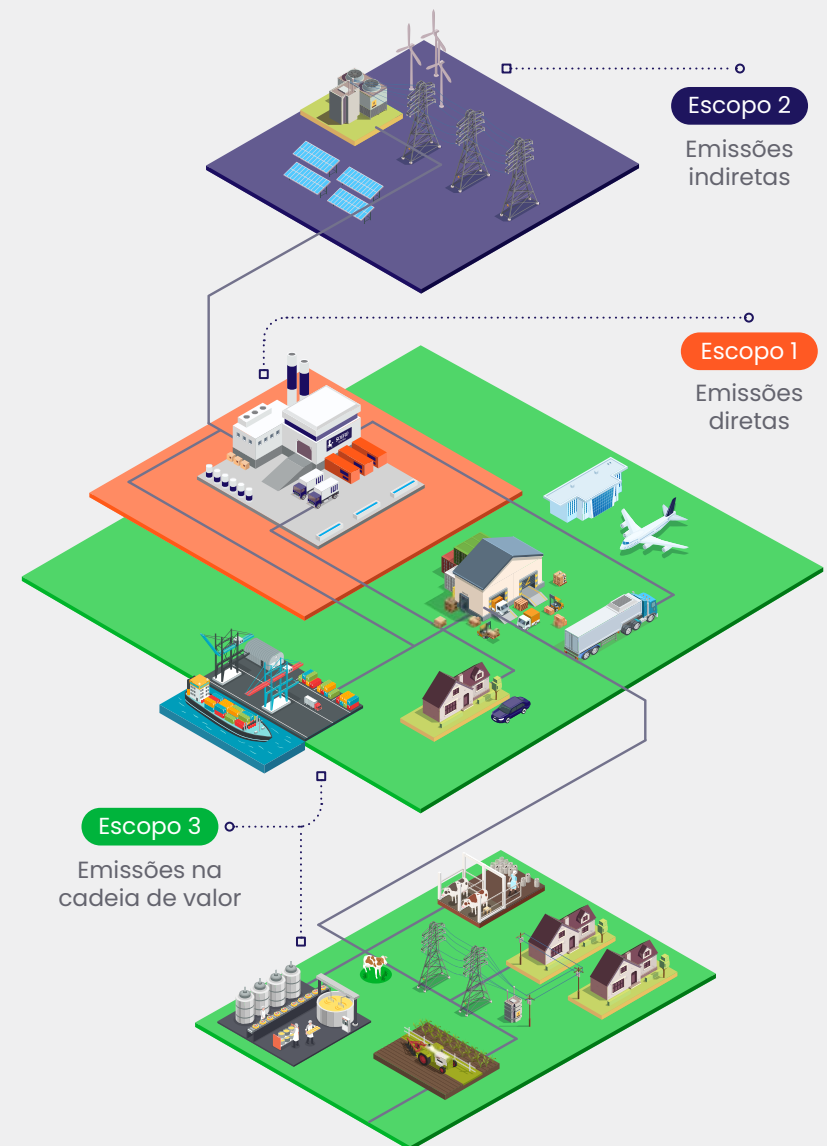 Escopo 2
Emissões
indiretas
Escopo 1
Emissões
diretas
Escopo 3
Emissões na
cadeia de valor